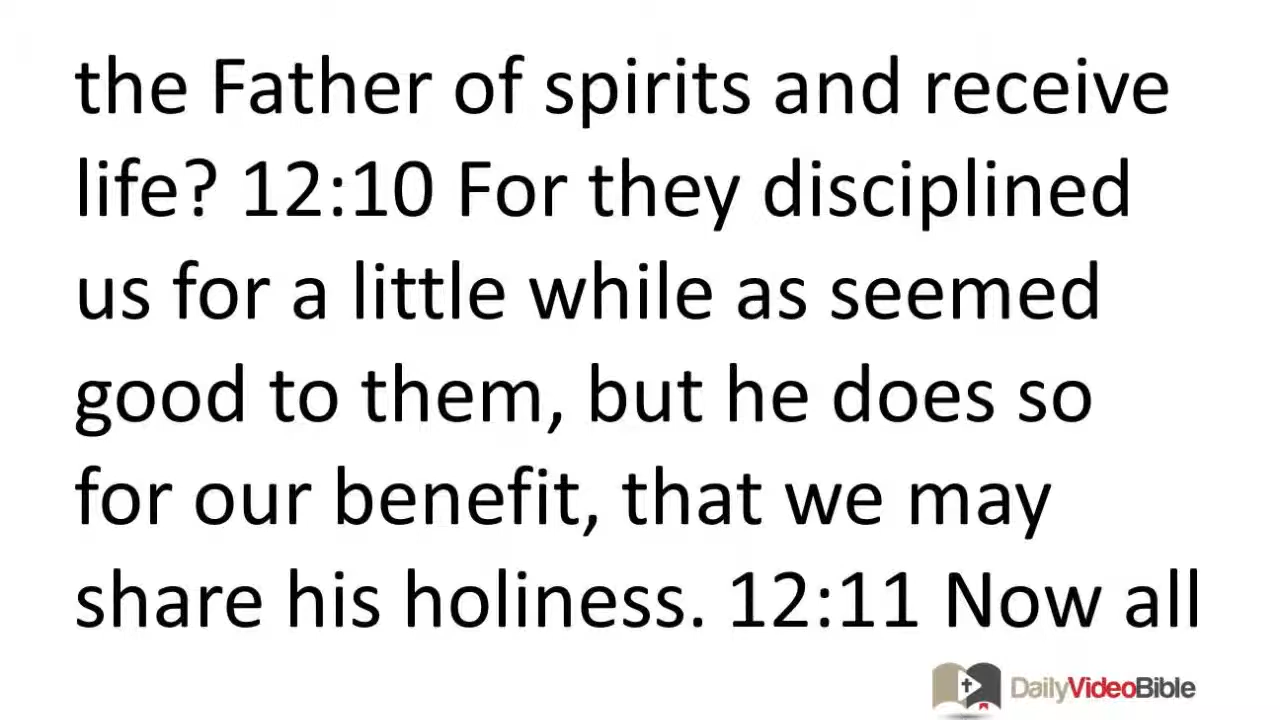 the Father of spirits and receive
life? 12:10 For they disciplined
us for a little while as seemed
good to them, but he does so
for our benefit, that we may
share his holiness. 12:11 Now all
DailyVideoBible